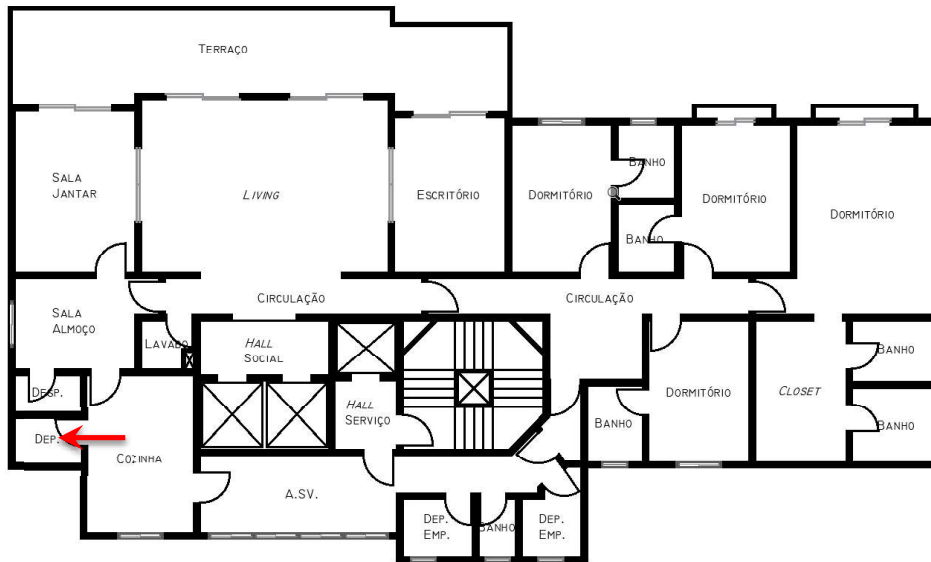 TERRAÇO
SALA
JANTAR
LIVING
ESCRITÓRIO
DORMITÓRIO
BANHO
DORMITÓRIO
DORMITÓRIO
BANHO
SALA
ALMOÇO
CIRCULAÇÃO
CIRCULAÇÃO
LAVABO
HALL
SOCIAL
BANHO
DESP.
DORMITÓRIO
CLOSET
HALL
SERVIÇO
BANHO
BANHO
DEP.
COZINHA
A.SV.
DEP.
EMP.
BANHO
DEP.
EMP.